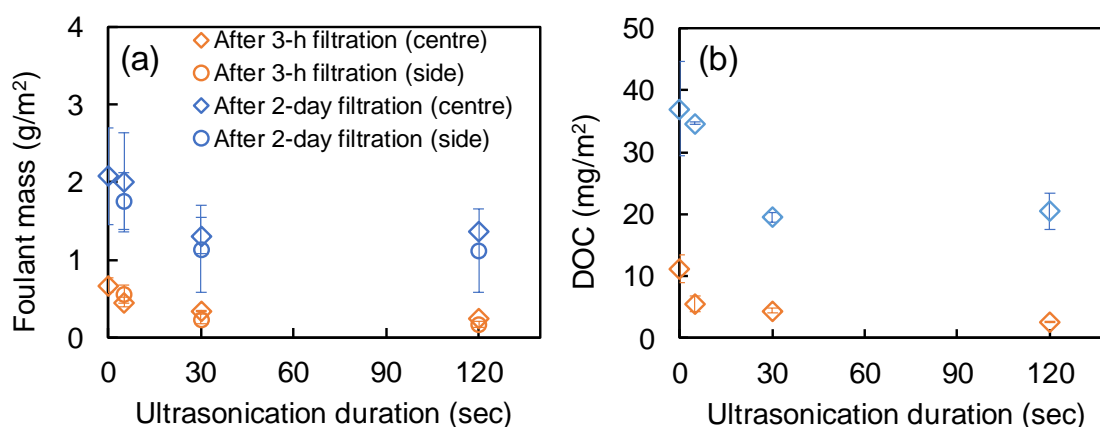 (a)
After 3-h filtration (centre)
After 3-h filtration (side)
After 2-day filtration (centre)
After 2-day filtration (side)
Foulant mass (g/m²)
4
3
2
1
0
0 30 60 90 120
Ultrasonication duration (sec)
(b)
DOC (mg/m²)
50
40
30
20
10
0
0 30 60 90 120
Ultrasonication duration (sec)